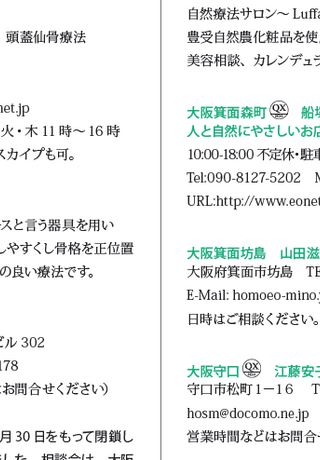 頭蓋仙骨療法
net.jp
火・木 11 時〜 16 時
スカイプも可。
ースと言う器具を用い
しやすくし骨格を正位置
の良い療法です。
ビル 302
178
はお問合せください)
月 30 日をもって閉鎖し
自然療法サロン〜 Luffa
豊受自然農化粧品を使
美容相談、カレンデュラ
大阪箕面森町 QX 船
人と自然にやさしいお店
10:00-18:00 不定休・駐車
Tel:090-8127-5202
URL:http://www.eonet
大阪箕面坊島 山田滋
大阪府箕面市坊島 TE
E-Mail: homoeo-mino.
日時はご相談ください。
大阪守口 QX 江藤安子
守口市松町1−16 T
hosm@docomo.ne.jp
営業時間などはお問合せ